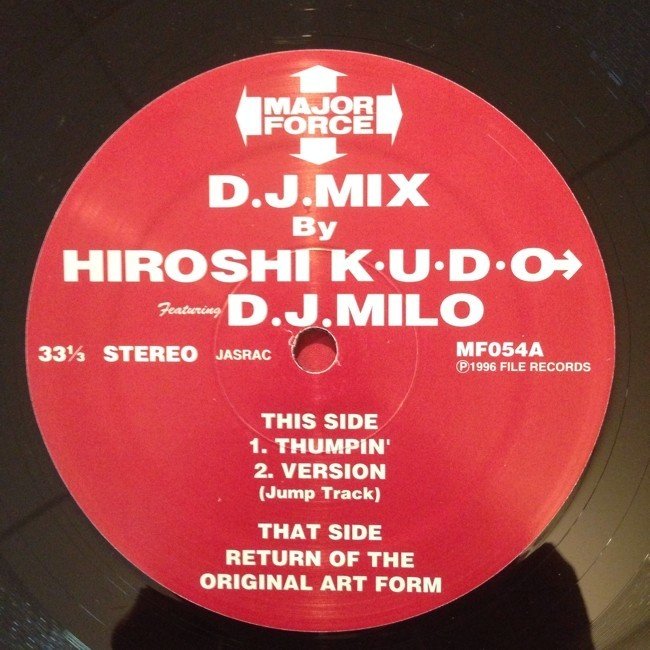 MAJOR
FORCE
D.J.MIX
By
HIROSHI K·U·D·O→
Featuring D.J.MILO
33⅓ STEREO JASRAC MF054A
℗1996 FILE RECORDS
THIS SIDE
1. THUMPIN'
2. VERSION
(Jump Track)
THAT SIDE
RETURN OF THE
ORIGINAL ART FORM